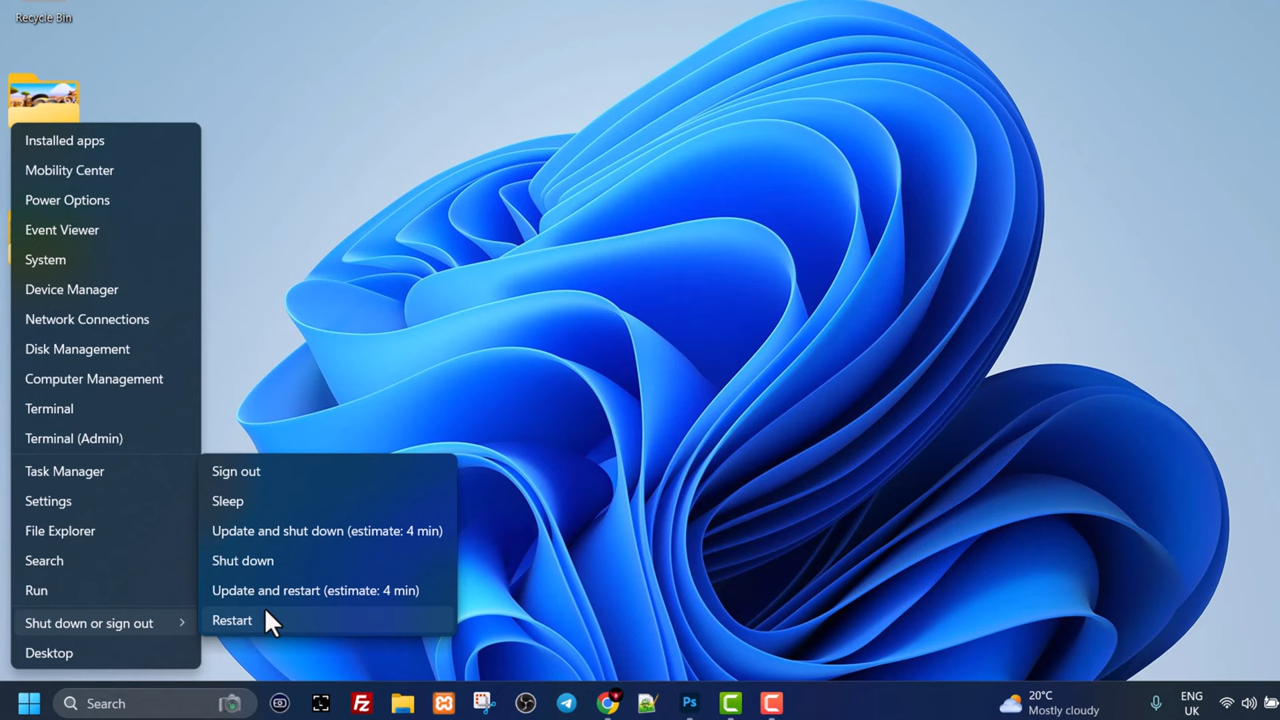 Recycle Bin
Installed apps
Mobility Center
Power Options
Event Viewer
System
Device Manager
Network Connections
Disk Management
Computer Management
Terminal
Terminal (Admin)
Task Manager
Settings
File Explorer
Search
Run
Shut down or sign out
Desktop
Sign out
Sleep
Update and shut down (estimate: 4 min)
Shut down
Update and restart (estimate: 4 min)
Restart
Search
Fz
Ps
C
C
20°C
Mostly cloudy
ENG
UK